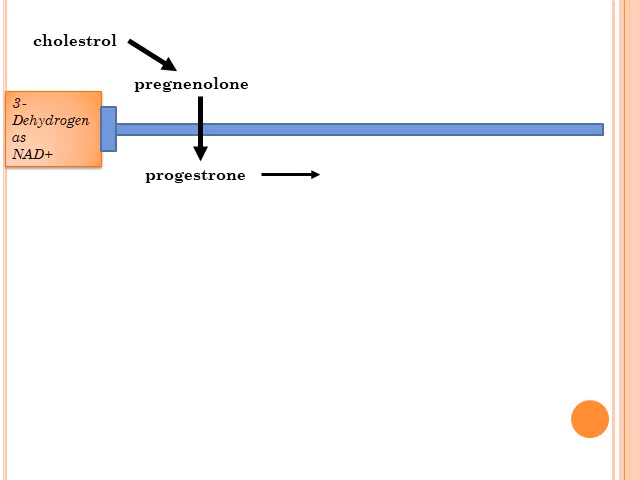 cholestrol
pregnenolone
3-
Dehydrogen
as
NAD+
progestrone